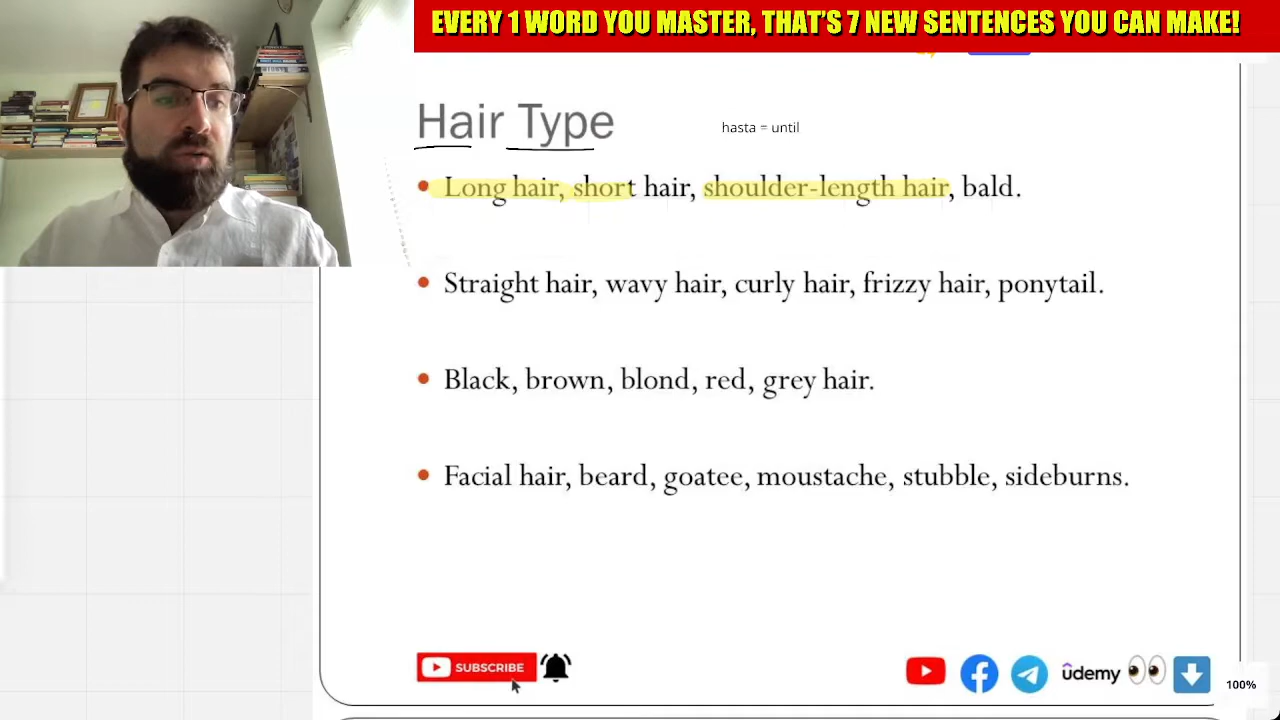 EVERY 1 WORD YOU MASTER, THAT'S 7 NEW SENTENCES YOU CAN MAKE!
Hair Type
hasta = until
Long hair, short hair, shoulder-length hair, bald.
Straight hair, wavy hair, curly hair, frizzy hair, ponytail.
Black, brown, blond, red, grey hair.
Facial hair, beard, goatee, moustache, stubble, sideburns.
SUBSCRIBE
ûdemy
100%